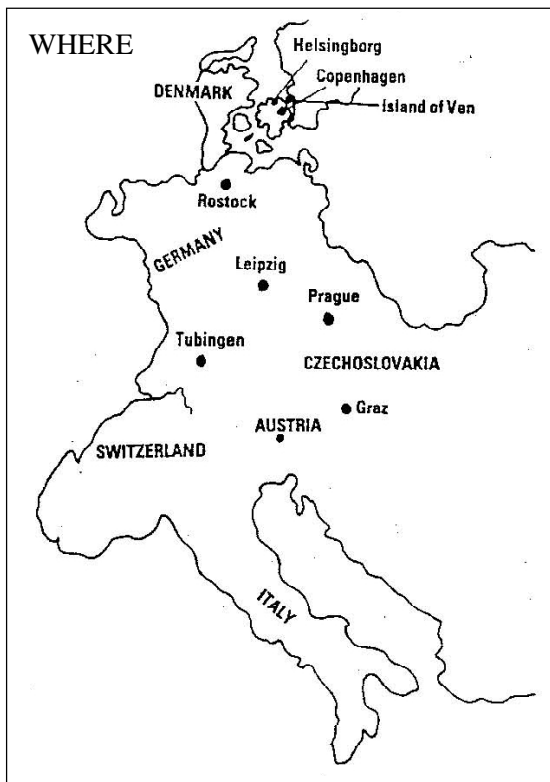 WHERE
Helsingborg
Copenhagen
DENMARK
Island of Ven
Rostock
GERMANY
Leipzig
Prague
Tubingen
CZECHOSLOVAKIA
Graz
AUSTRIA
SWITZERLAND
ITALY